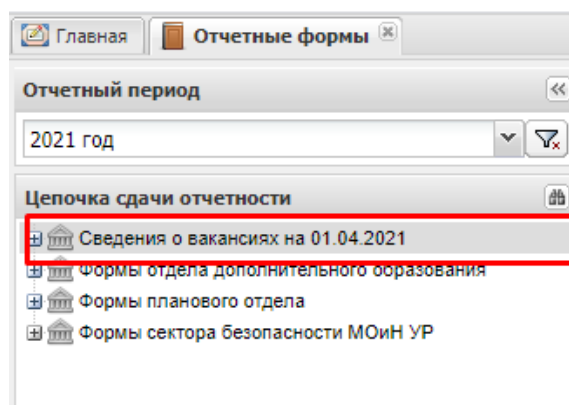 Главная Отчетные формы
Отчетный период
2021 год
Цепочка сдачи отчетности
Сведения о вакансиях на 01.04.2021
Формы отдела дополнительного образования
Формы планового отдела
Формы сектора безопасности МОиН УР